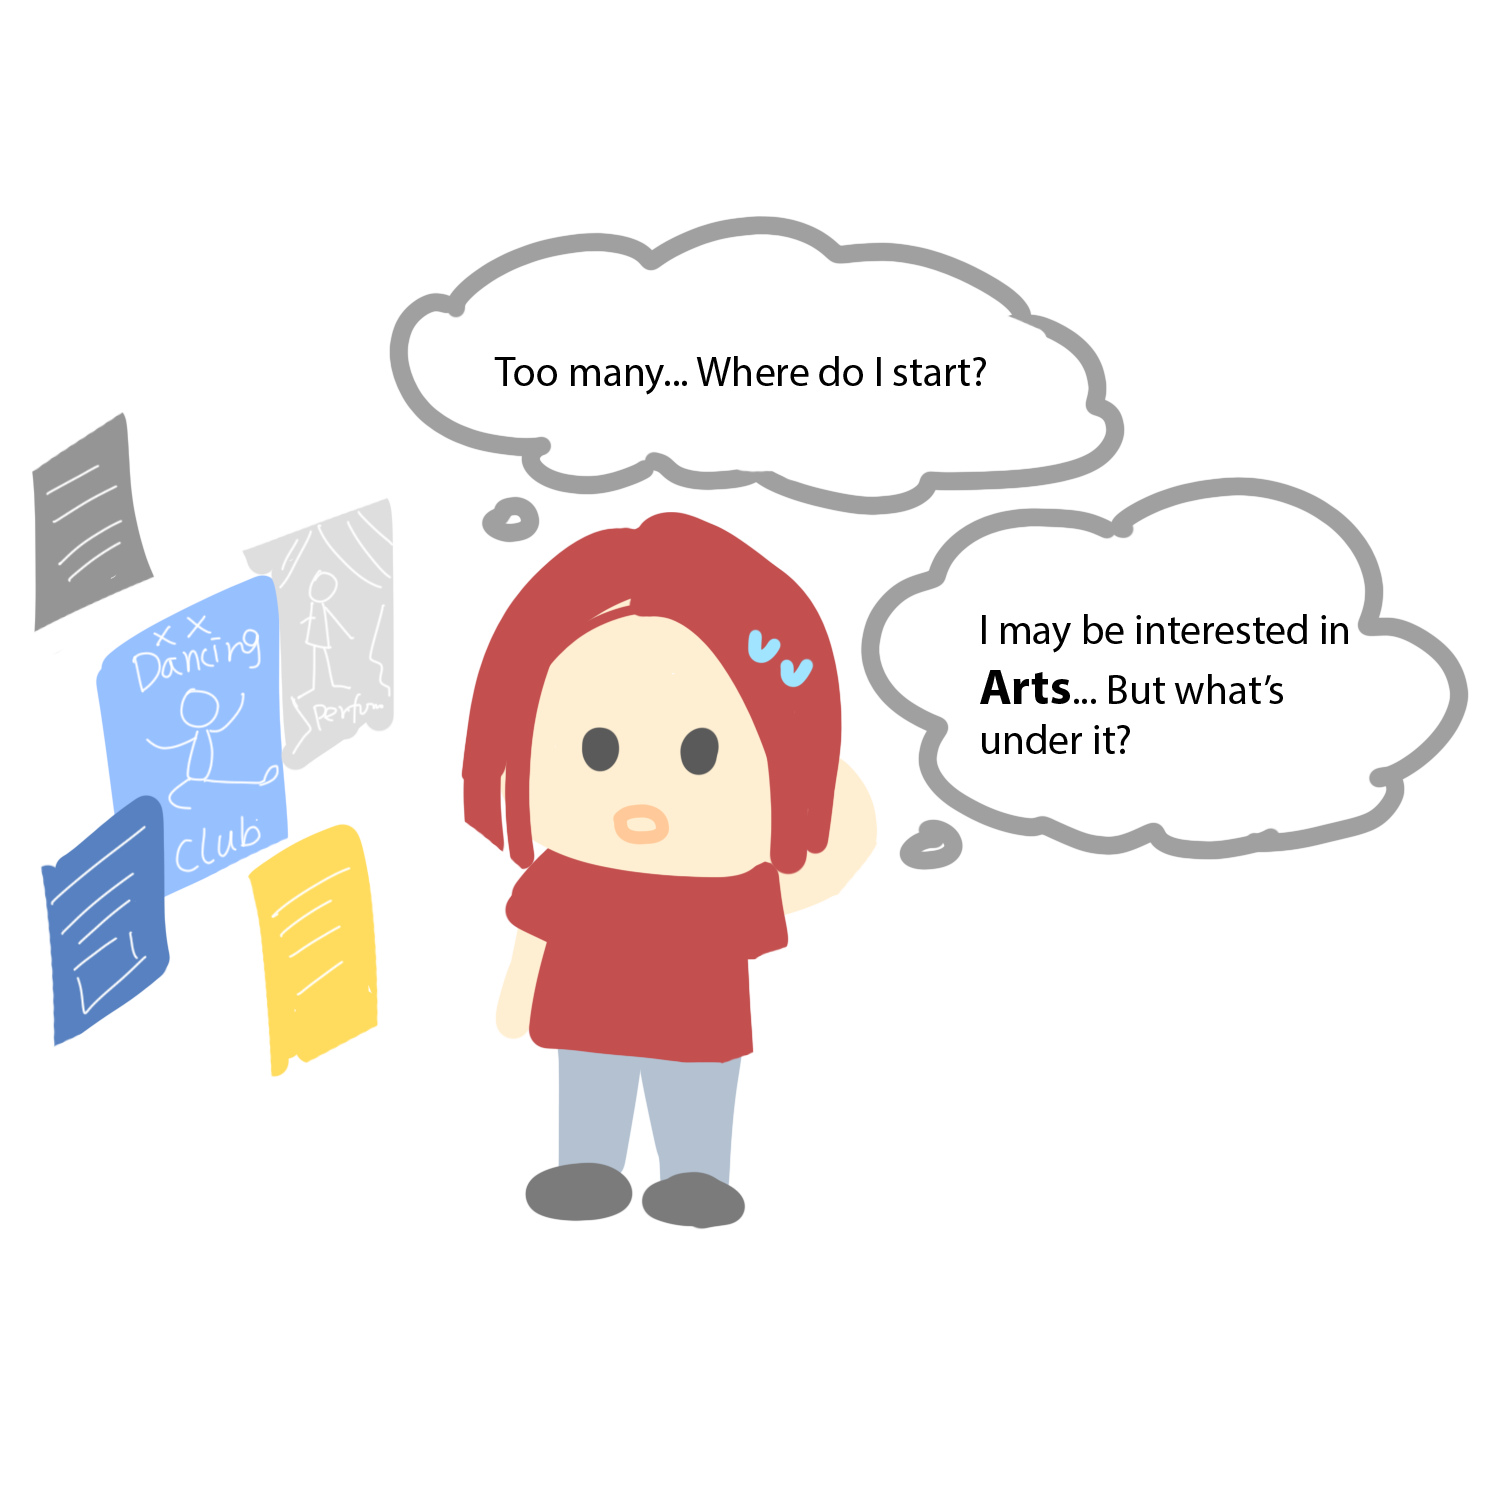 Too many... Where do I start?
I may be interested in
Arts... But what's
under it?
x x
Dancing
club